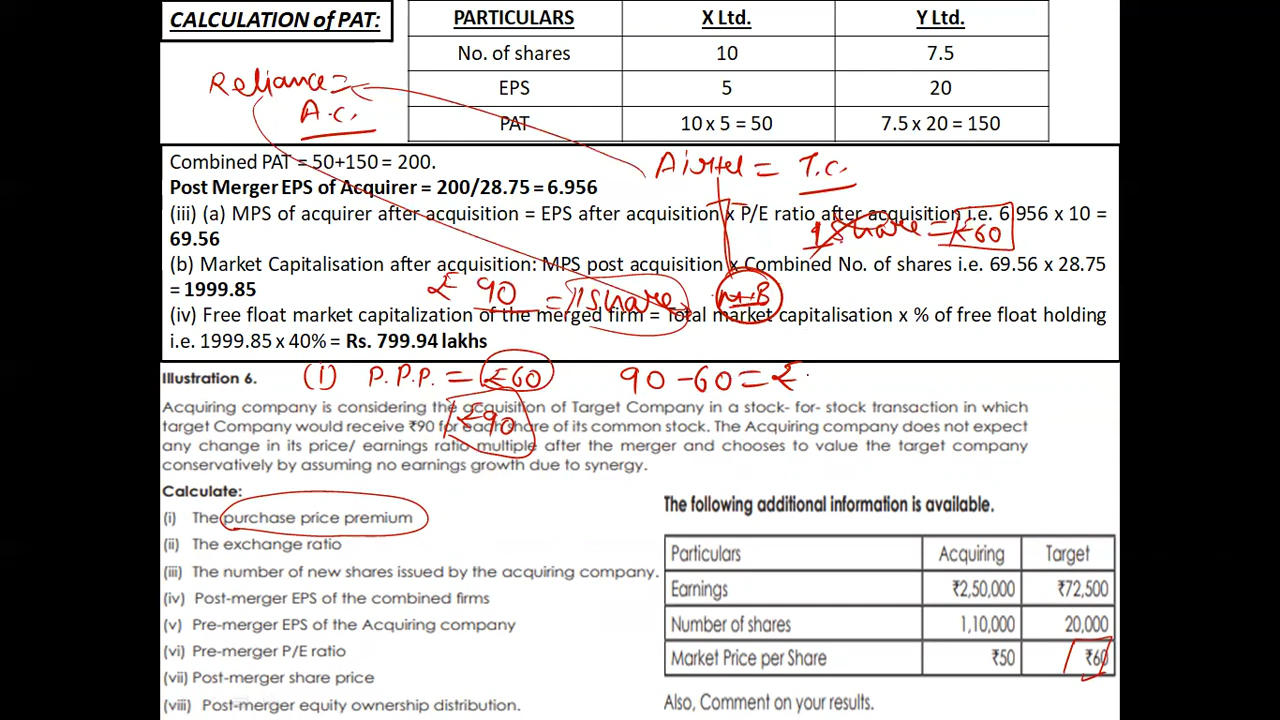 CALCULATION of PAT:
PARTICULARS X Ltd. Y Ltd.
No. of shares 10 7.5
EPS 5 20
PAT 10 x 5 = 50 7.5 x 20 = 150
Reliance =
A.C.
Combined PAT = 50+150 = 200.
Airtel = T.C.
Post Merger EPS of Acquirer = 200/28.75 = 6.956
(iii) (a) MPS of acquirer after acquisition = EPS after acquisition x P/E ratio after acquisition i.e. 6.956 x 10 =
69.56
1 share = ₹60
(b) Market Capitalisation after acquisition: MPS post acquisition x Combined No. of shares i.e. 69.56 x 28.75
= 1999.85
₹ 90 = 1 share
(iv) Free float market capitalization of the merged firm = Total market capitalisation x % of free float holding
i.e. 1999.85 x 40% = Rs. 799.94 lakhs
Illustration 6. (i) P.P.P. = ₹60 90 - 60 = ₹
₹90
Acquiring company is considering the acquisition of Target Company in a stock- for- stock transaction in which
target Company would receive ₹90 for each share of its common stock. The Acquiring company does not expect
any change in its price/ earnings ratio multiple after the merger and chooses to value the target company
conservatively by assuming no earnings growth due to synergy.
Calculate:
(i) The purchase price premium
(ii) The exchange ratio
(iii) The number of new shares issued by the acquiring company.
(iv) Post-merger EPS of the combined firms
(v) Pre-merger EPS of the Acquiring company
(vi) Pre-merger P/E ratio
(vii) Post-merger share price
(viii) Post-merger equity ownership distribution.
The following additional information is available.
Particulars Acquiring Target
Earnings ₹2,50,000 ₹72,500
Number of shares 1,10,000 20,000
Market Price per Share ₹50 ₹60
Also, Comment on your results.